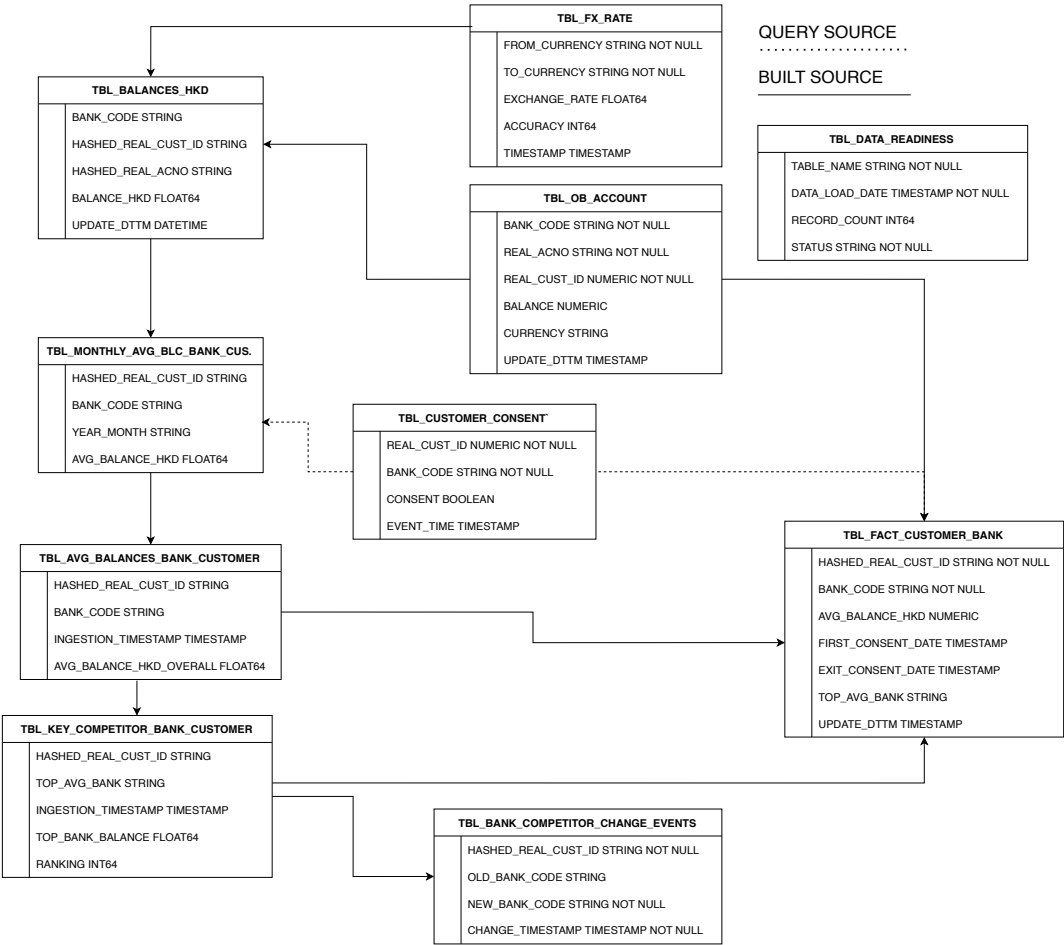 TBL_FX_RATE
FROM_CURRENCY STRING NOT NULL
TO_CURRENCY STRING NOT NULL
EXCHANGE_RATE FLOAT64
ACCURACY INT64
TIMESTAMP TIMESTAMP
QUERY SOURCE
BUILT SOURCE
TBL_BALANCES_HKD
BANK_CODE STRING
HASHED_REAL_CUST_ID STRING
HASHED_REAL_ACNO STRING
BALANCE_HKD FLOAT64
UPDATE_DTTM DATETIME
TBL_DATA_READINESS
TABLE_NAME STRING NOT NULL
DATA_LOAD_DATE TIMESTAMP NOT NULL
RECORD_COUNT INT64
STATUS STRING NOT NULL
TBL_OB_ACCOUNT
BANK_CODE STRING NOT NULL
REAL_ACNO STRING NOT NULL
REAL_CUST_ID NUMERIC NOT NULL
BALANCE NUMERIC
CURRENCY STRING
UPDATE_DTTM TIMESTAMP
TBL_MONTHLY_AVG_BLC_BANK_CUS.
HASHED_REAL_CUST_ID STRING
BANK_CODE STRING
YEAR_MONTH STRING
AVG_BALANCE_HKD FLOAT64
TBL_CUSTOMER_CONSENT`
REAL_CUST_ID NUMERIC NOT NULL
BANK_CODE STRING NOT NULL
CONSENT BOOLEAN
EVENT_TIME TIMESTAMP
TBL_FACT_CUSTOMER_BANK
HASHED_REAL_CUST_ID STRING NOT NULL
BANK_CODE STRING NOT NULL
AVG_BALANCE_HKD NUMERIC
FIRST_CONSENT_DATE TIMESTAMP
EXIT_CONSENT_DATE TIMESTAMP
TOP_AVG_BANK STRING
UPDATE_DTTM TIMESTAMP
TBL_AVG_BALANCES_BANK_CUSTOMER
HASHED_REAL_CUST_ID STRING
BANK_CODE STRING
INGESTION_TIMESTAMP TIMESTAMP
AVG_BALANCE_HKD_OVERALL FLOAT64
TBL_KEY_COMPETITOR_BANK_CUSTOMER
HASHED_REAL_CUST_ID STRING
TOP_AVG_BANK STRING
INGESTION_TIMESTAMP TIMESTAMP
TOP_BANK_BALANCE FLOAT64
RANKING INT64
TBL_BANK_COMPETITOR_CHANGE_EVENTS
HASHED_REAL_CUST_ID STRING NOT NULL
OLD_BANK_CODE STRING
NEW_BANK_CODE STRING NOT NULL
CHANGE_TIMESTAMP TIMESTAMP NOT NULL